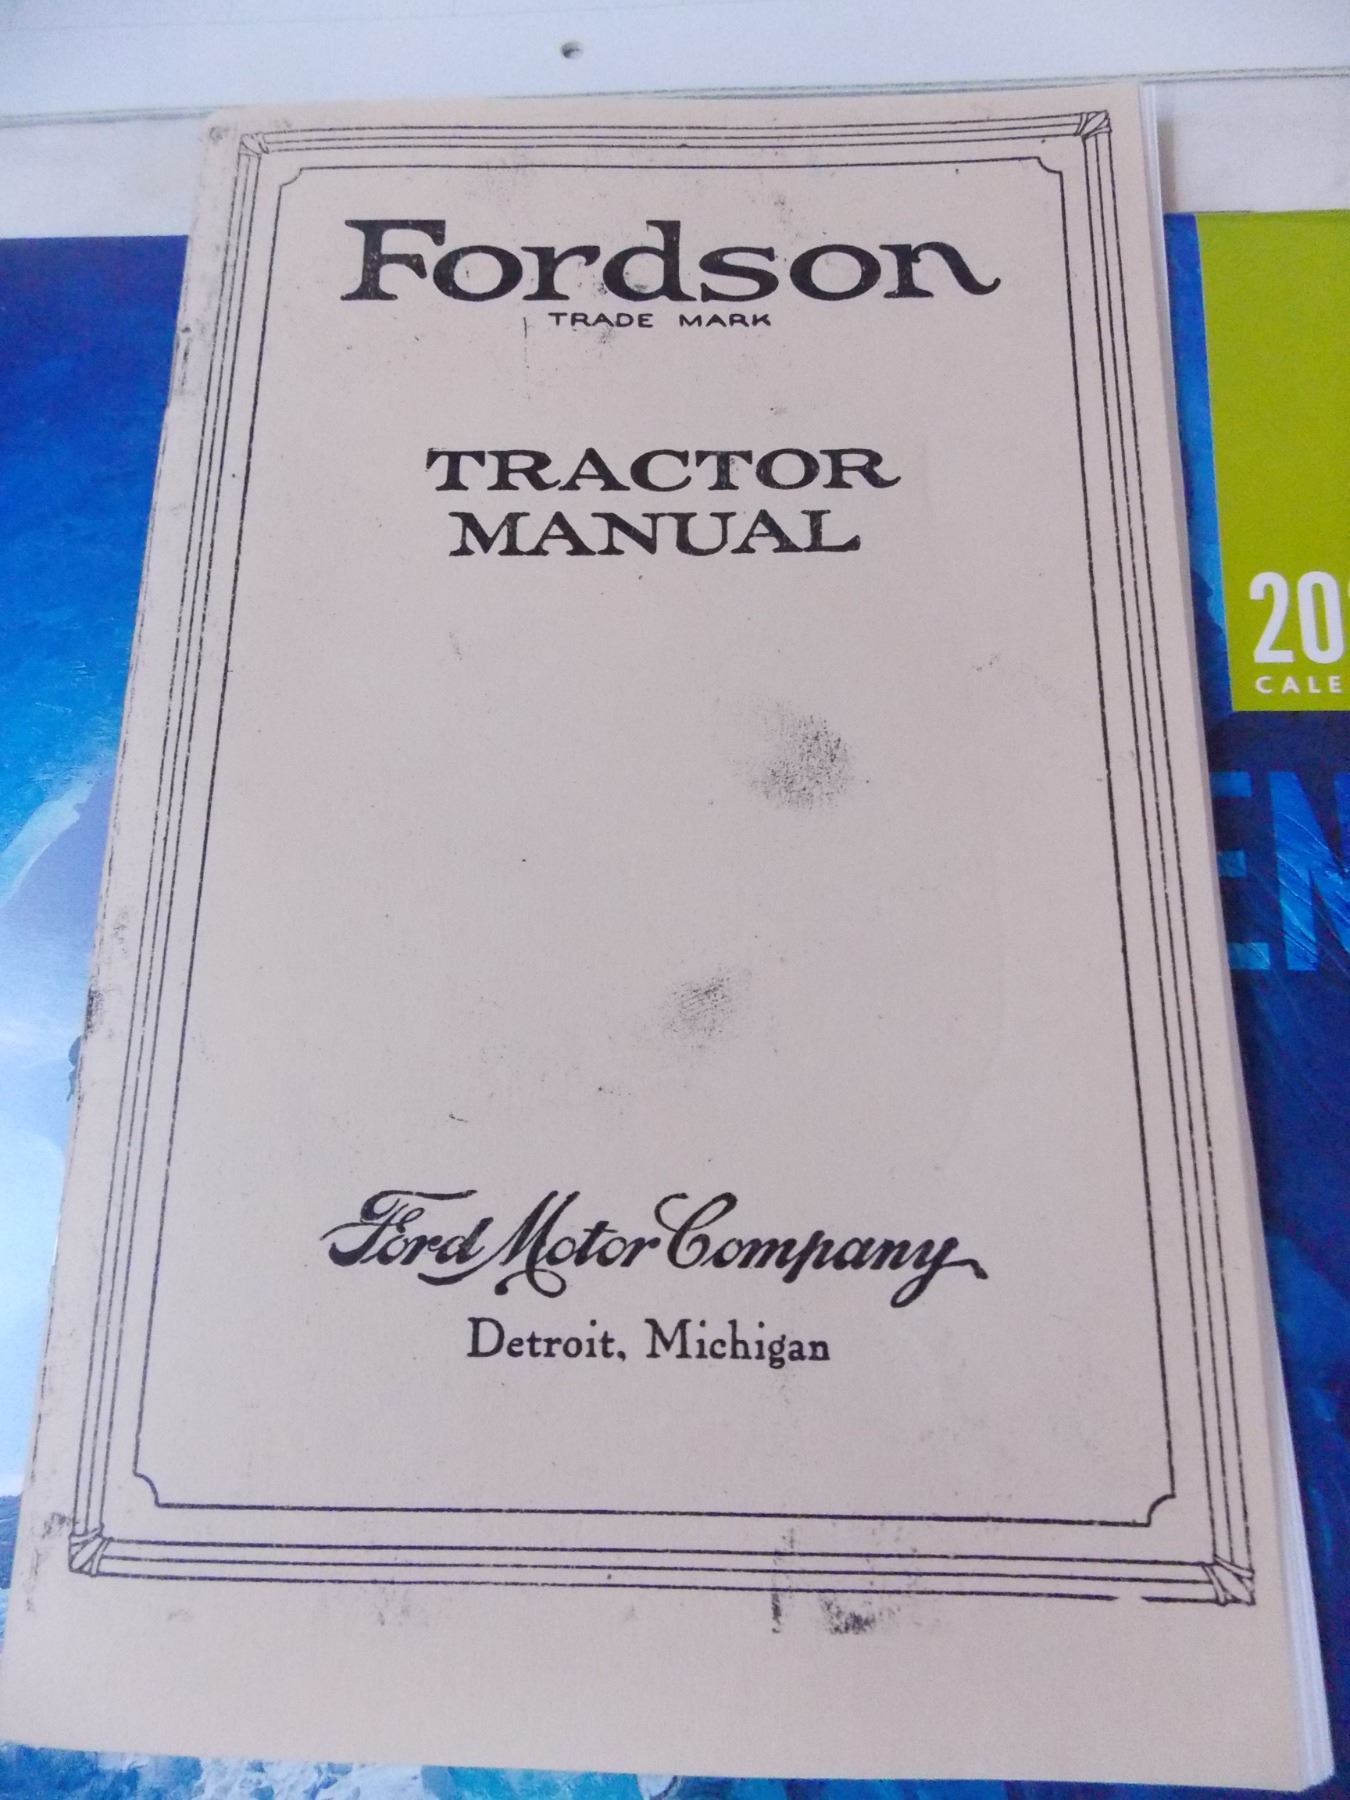 Fordson
TRADE MARK
TRACTOR
MANUAL
Ford Motor Company
Detroit, Michigan